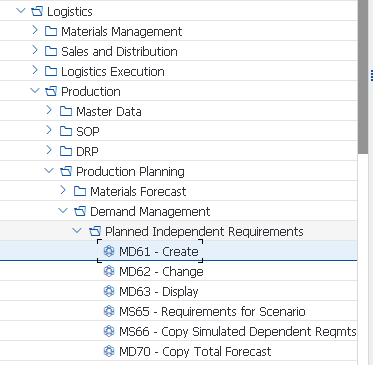 Logistics
Materials Management
Sales and Distribution
Logistics Execution
Production
Master Data
SOP
DRP
Production Planning
Materials Forecast
Demand Management
Planned Independent Requirements
MD61 - Create
MD62 - Change
MD63 - Display
MS65 - Requirements for Scenario
MS66 - Copy Simulated Dependent Reqmts
MD70 - Copy Total Forecast